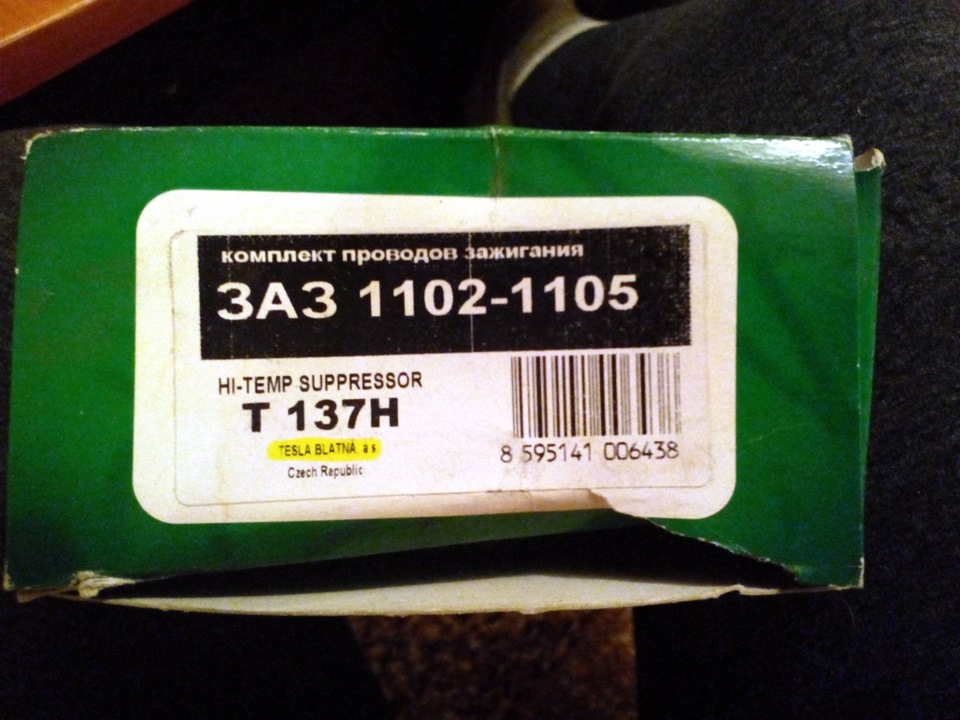 комплект проводов зажигания
ЗАЗ 1102-1105
HI-TEMP SUPPRESSOR
T 137H
TESLA BLATNÁ, a s
Czech Republic
8 595141 006438